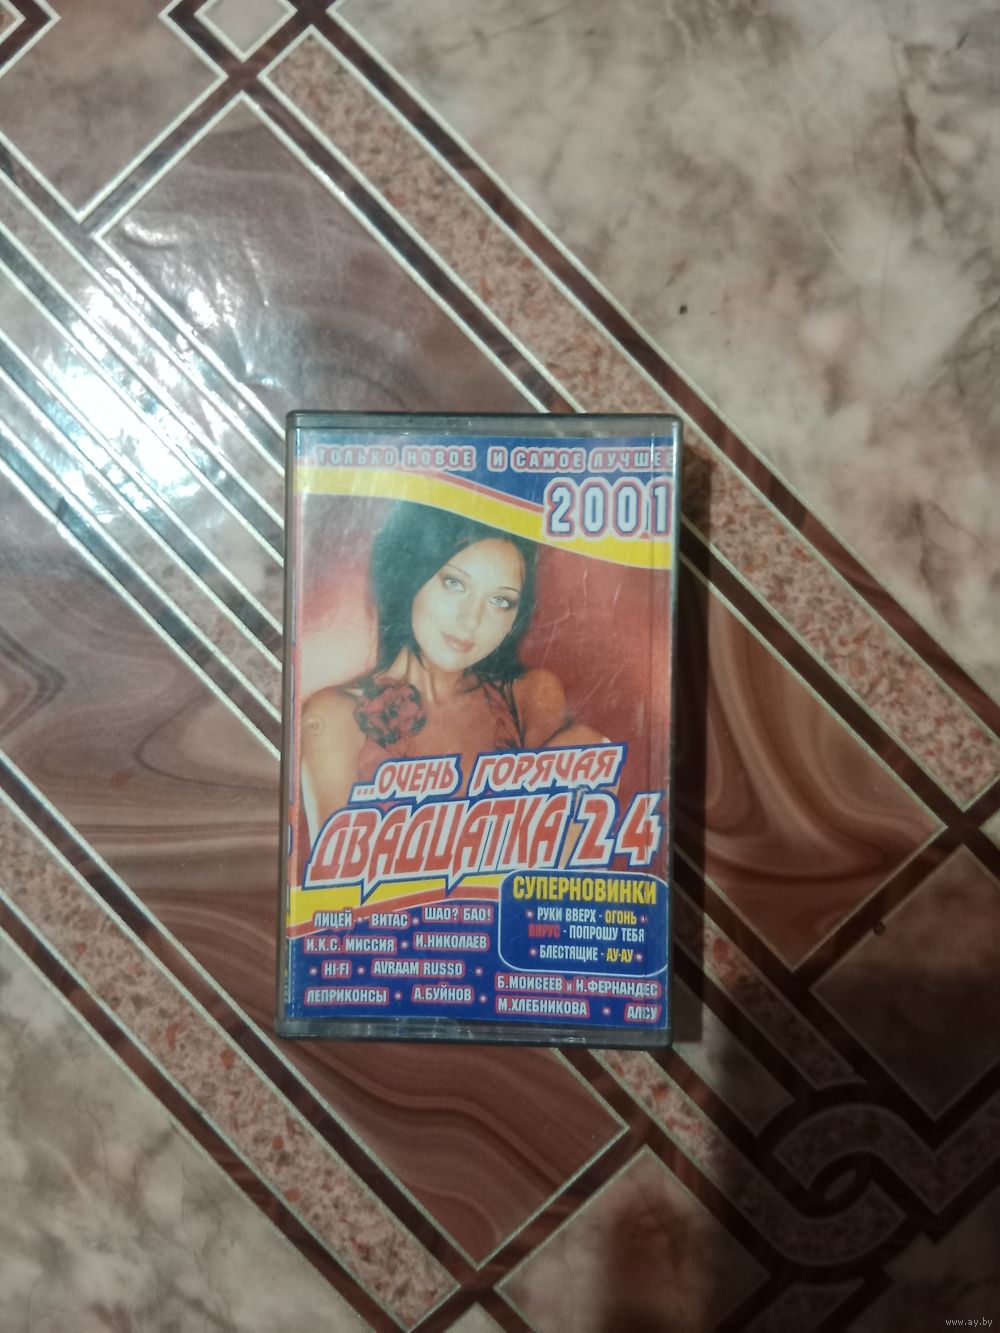 ТОЛЬКО НОВОЕ И САМОЕ ЛУЧШЕЕ
2001
...ОЧЕНЬ ГОРЯЧАЯ
ДВАДЦАТКА 24
СУПЕРНОВИНКИ
• РУКИ ВВЕРХ - ОГОНЬ •
ВИРУС - ПОПРОШУ ТЕБЯ
• БЛЕСТЯЩИЕ - АУ-АУ •
ЛИЦЕЙ • ВИТАС • ШАО? БАО!
И.К.С. МИССИЯ • И.НИКОЛАЕВ
• HI-FI • AVRAAM RUSSO •
Б.МОИСЕЕВ и Н.ФЕРНАНДЕС
ЛЕПРИКОНСЫ • А.БУЙНОВ •
М.ХЛЕБНИКОВА • АЛСУ
www.ay.by